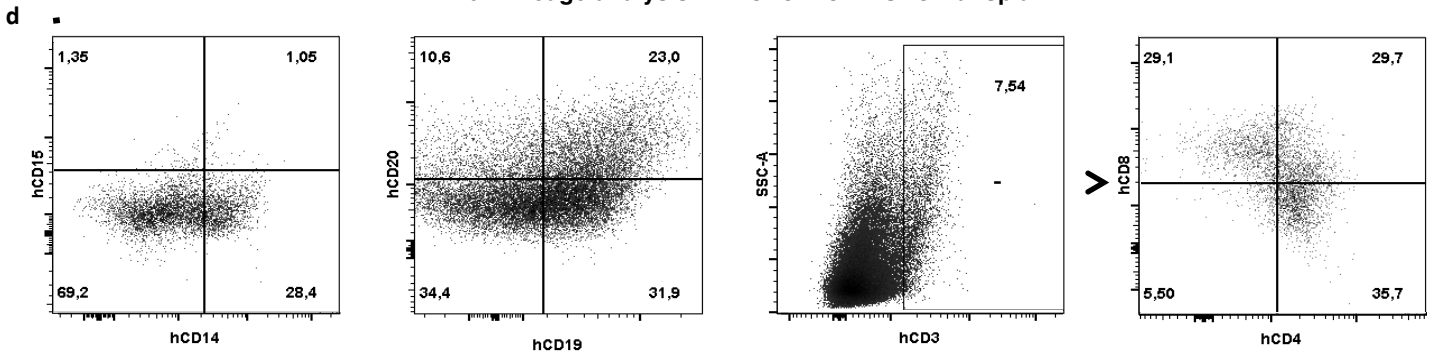 d
1,35 1,05
hCD15
69,2 28,4
hCD14
10,6 23,0
hCD20
34,4 31,9
hCD19
7,54
SSC-A
hCD3
29,1 29,7
hCD8
5,50 35,7
hCD4